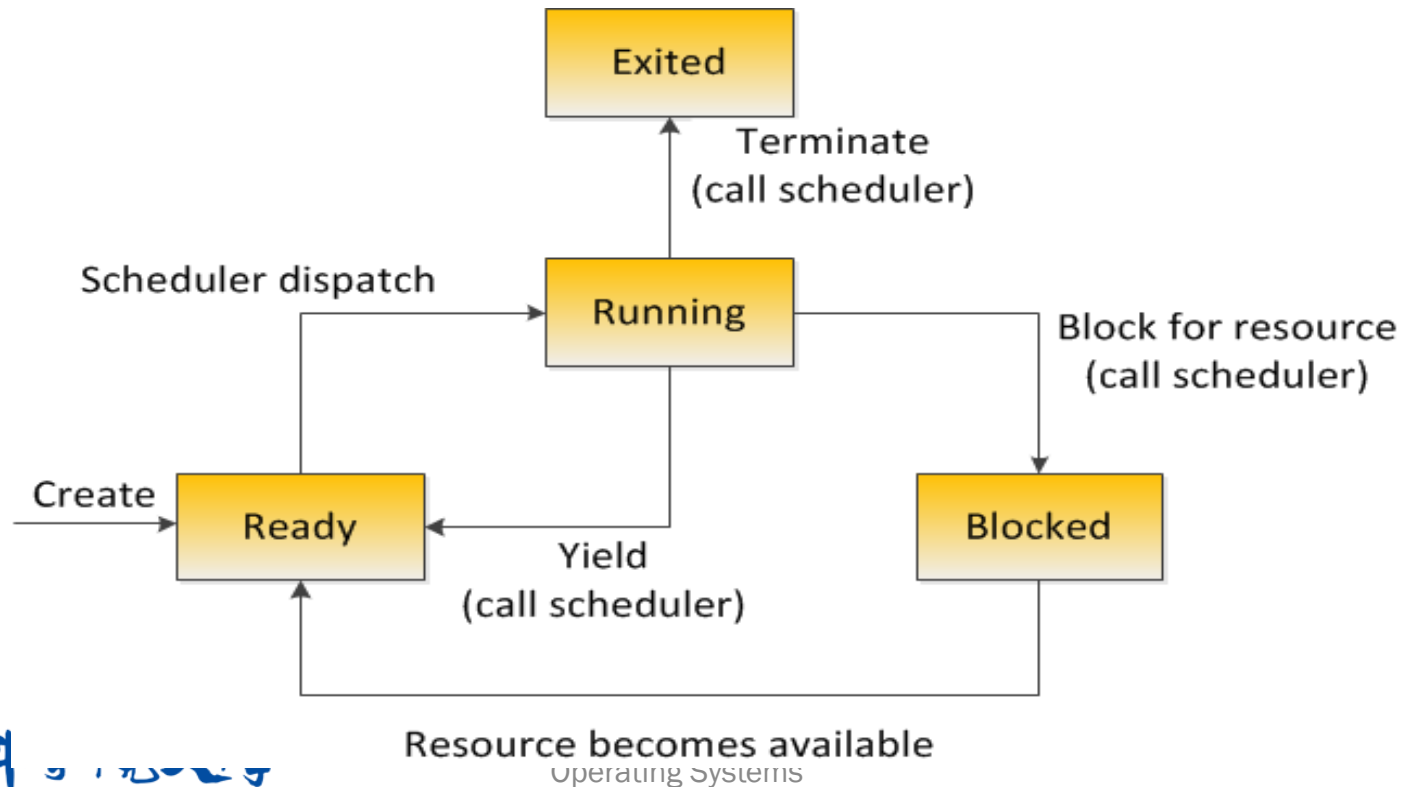 Exited
Terminate
(call scheduler)
Scheduler dispatch
Running
Block for resource
(call scheduler)
Create
Ready
Yield
(call scheduler)
Blocked
Resource becomes available
Operating Systems